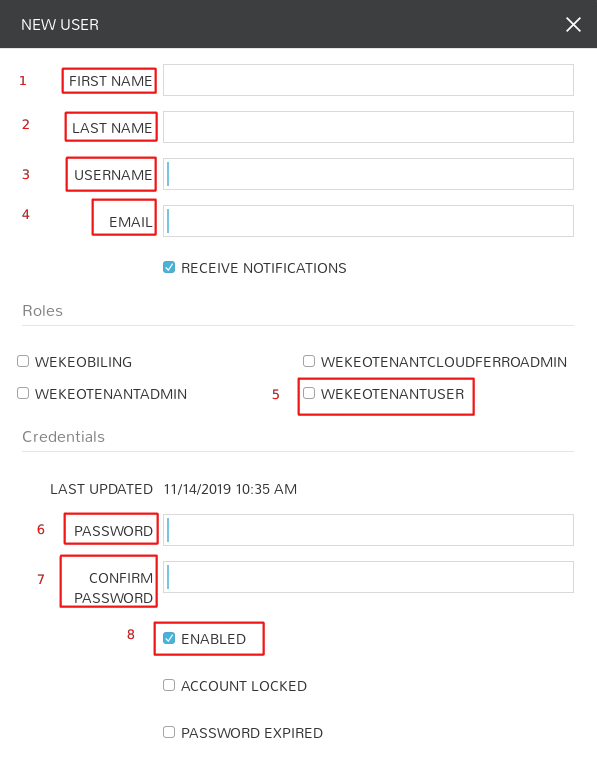 NEW USER
1 FIRST NAME
2 LAST NAME
3 USERNAME
4 EMAIL
RECEIVE NOTIFICATIONS
Roles
WEKEOBILING WEKEOTENANTCLOUDFERROADMIN
WEKEOTENANTADMIN 5 WEKEOTENANTUSER
Credentials
LAST UPDATED 11/14/2019 10:35 AM
6 PASSWORD
7 CONFIRM
PASSWORD
8 ENABLED
ACCOUNT LOCKED
PASSWORD EXPIRED